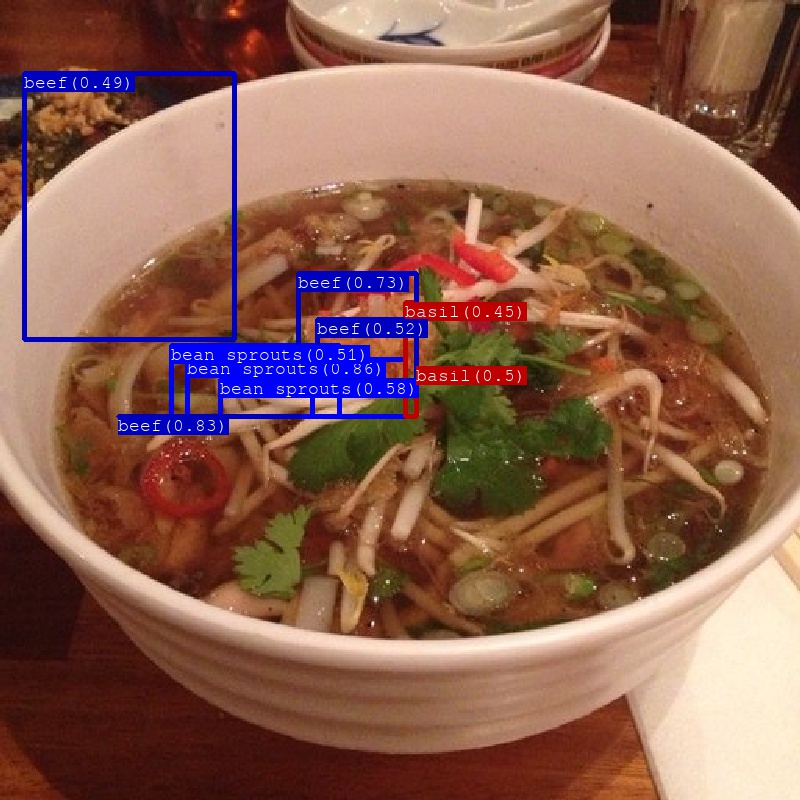 beef(0.49)
beef(0.73)
basil(0.45)
beef(0.52)
bean sprouts(0.51)
bean sprouts(0.86)
basil(0.5)
bean sprouts(0.58)
beef(0.83)